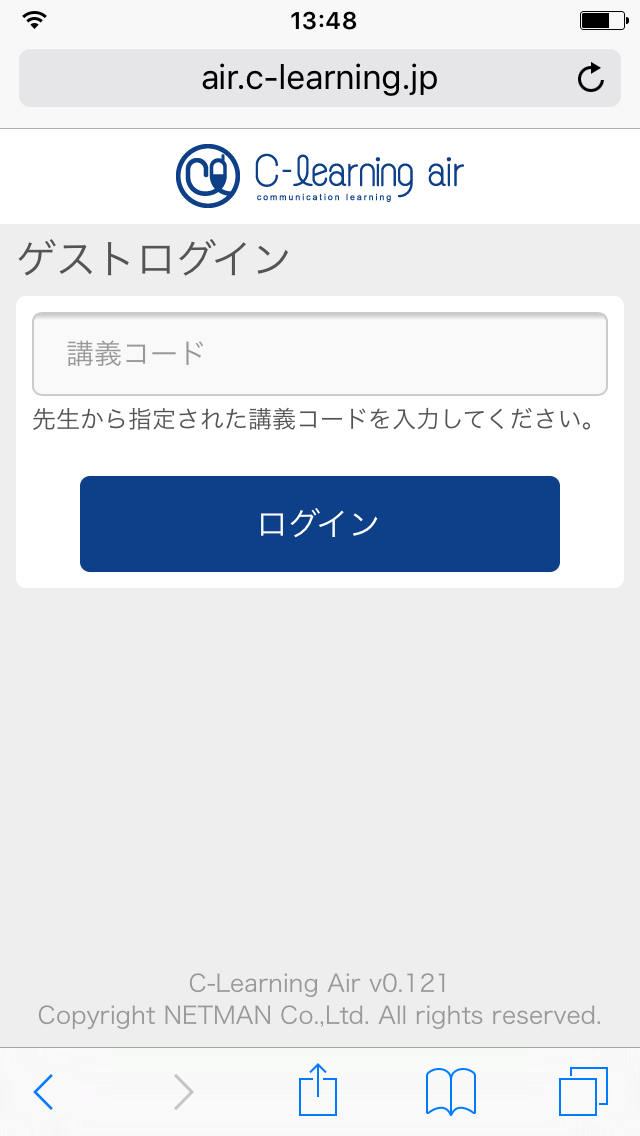 13:48
air.c-learning.jp
C-learning air
communication learning
ゲストログイン
講義コード
先生から指定された講義コードを入力してください。
ログイン
C-Learning Air v0.121
Copyright NETMAN Co.,Ltd. All rights reserved.